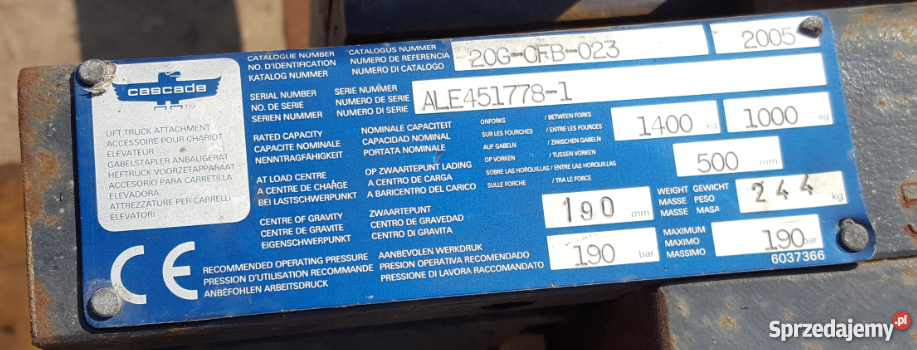 cascade
TM
LIFT TRUCK ATTACHMENT
ACCESSOIRE POUR CHARIOT
ELEVATEUR
GABELSTAPLER ANBAUGERAT
HEFTRUCK VOORZETAPPARAAT
ACCESORIO PARA CARRETILLA
ELEVADORA
ATTREZZATURE PER CARRELLI
ELEVATORI
CE
CATALOGUE NUMBER CATALOGUS NUMMER
NO. D'IDENTIFICATION NUMERO DE REFERENCIA
KATALOG NUMMER NUMERO DI CATALOGO
20G-CFB-023 2005
SERIAL NUMBER SERIE NUMMER
NO. DE SERIE NUMERO DE SERIE
SERIEN NUMMER NUMERO DI SERIE
ALE451778-1
RATED CAPACITY NOMINALE CAPACITEIT
CAPACITE NOMINALE CAPACIDAD NOMINAL
NENNTRAGFÄHIGKEIT PORTATA NOMINALE
ONFORKS / BETWEEN FORKS
SUR LES FOURCHES / ENTRE LES FOURCHES
AUF GABELN / ZWISCHEN GABELN
OP VORKEN / TUSSEN VORKEN
SOBRE LAS HORQUILLAS / ENTRE LAS HORQUILLAS
SULLE FORCHE / TRA LE FORCE
1400 kg 1000 kg
AT LOAD CENTRE OP ZWAARTEPUNT LADING
A CENTRE DE CHARGE A CENTRO DE CARGA
BEI LASTSCHWERPUNKT A BARICENTRO DEL CARICO
500 mm
CENTRE OF GRAVITY ZWAARTEPUNT
CENTRE DE GRAVITE CENTRO DE GRAVEDAD
EIGENSCHWERPUNKT CENTRO DI GRAVITA
190 mm
WEIGHT GEWICHT
MASSE PESO
MASSE MASA
244 kg
RECOMMENDED OPERATING PRESSURE AANBEVOLEN WERKDRUK
PRESSION D'UTILISATION RECOMMANDE PRESION OPERATIVA RECOMENDADA
ANBEFOHLEN ARBEITSDRUCK PRESSIONE DI LAVORA RACCOMANDATO
190 bar
MAXIMUM
MAXIMO
MASSIMO
190 bar
6037366
Sprzedajemy.pl